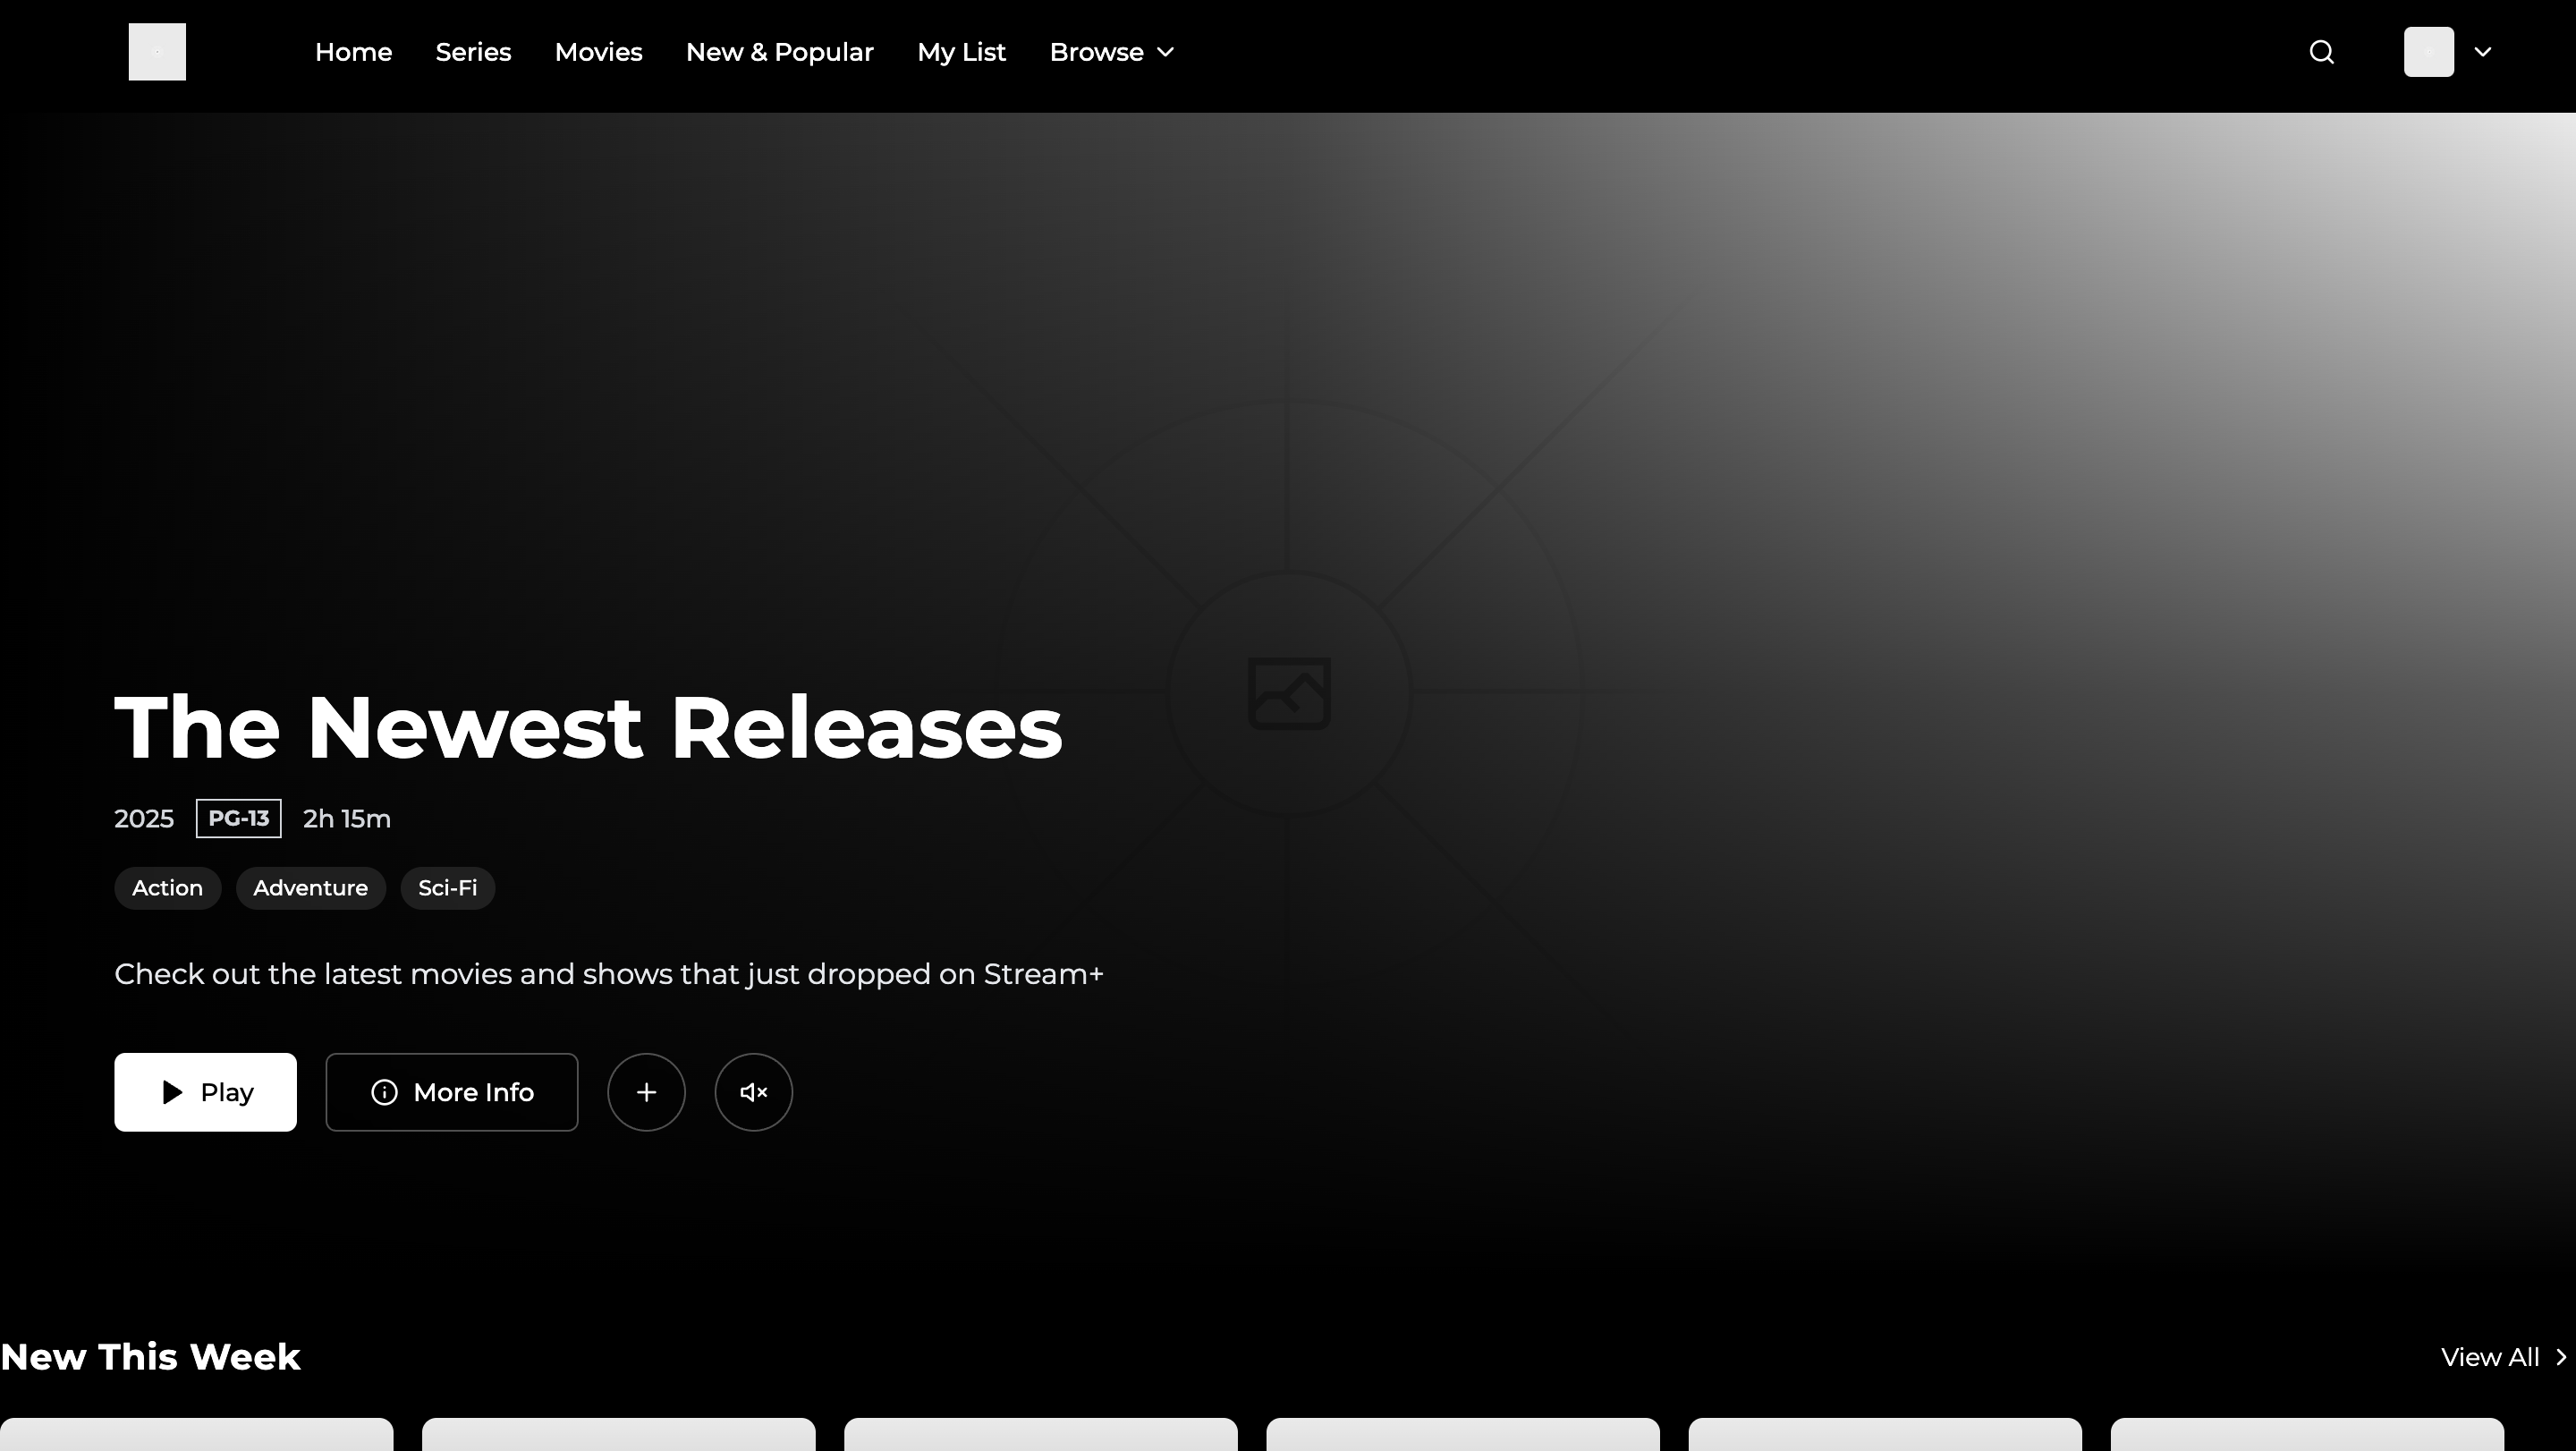 Home Series Movies New & Popular My List Browse
The Newest Releases
2025 PG-13 2h 15m
Action Adventure Sci-Fi
Check out the latest movies and shows that just dropped on Stream+
Play More Info
New This Week View All